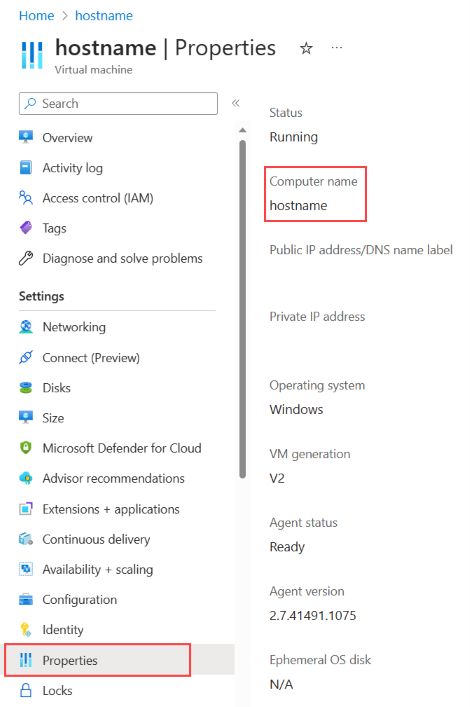 Home > hostname
hostname | Properties ☆ ...
Virtual machine
Search
«
Overview
Activity log
Access control (IAM)
Tags
Diagnose and solve problems
Settings
Networking
Connect (Preview)
Disks
Size
Microsoft Defender for Cloud
Advisor recommendations
Extensions + applications
Continuous delivery
Availability + scaling
Configuration
Identity
Properties
Locks
Status
Running
Computer name
hostname
Public IP address/DNS name label
Private IP address
Operating system
Windows
VM generation
V2
Agent status
Ready
Agent version
2.7.41491.1075
Ephemeral OS disk
N/A